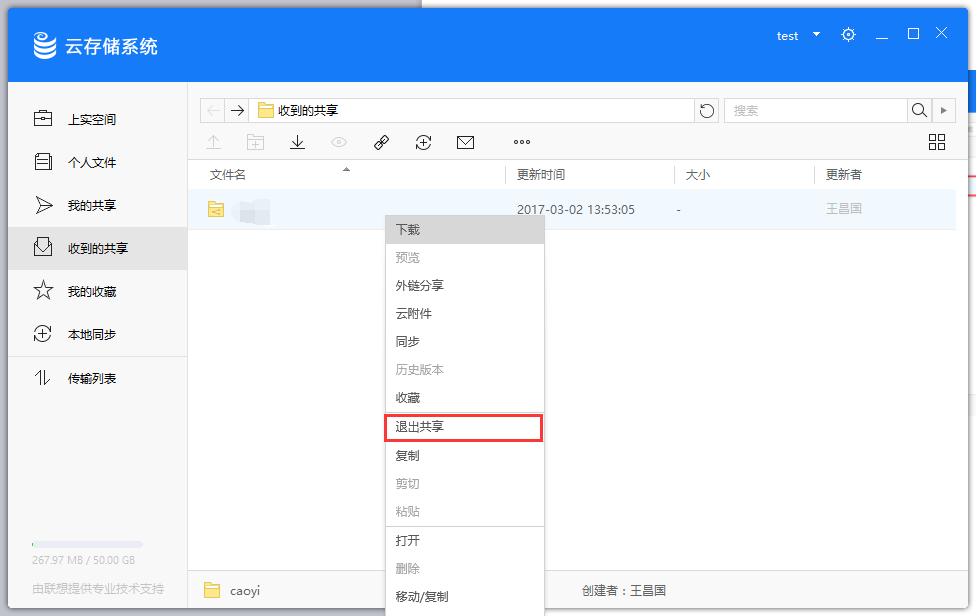 云存储系统
test
上实空间
个人文件
我的共享
收到的共享
我的收藏
本地同步
传输列表
267.97 MB / 50.00 GB
由联想提供专业技术支持
收到的共享
搜索
文件名 更新时间 大小 更新者
2017-03-02 13:53:05 - 王昌国
下载
预览
外链分享
云附件
同步
历史版本
收藏
退出共享
复制
剪切
粘贴
打开
删除
移动/复制
caoyi 创建者：王昌国